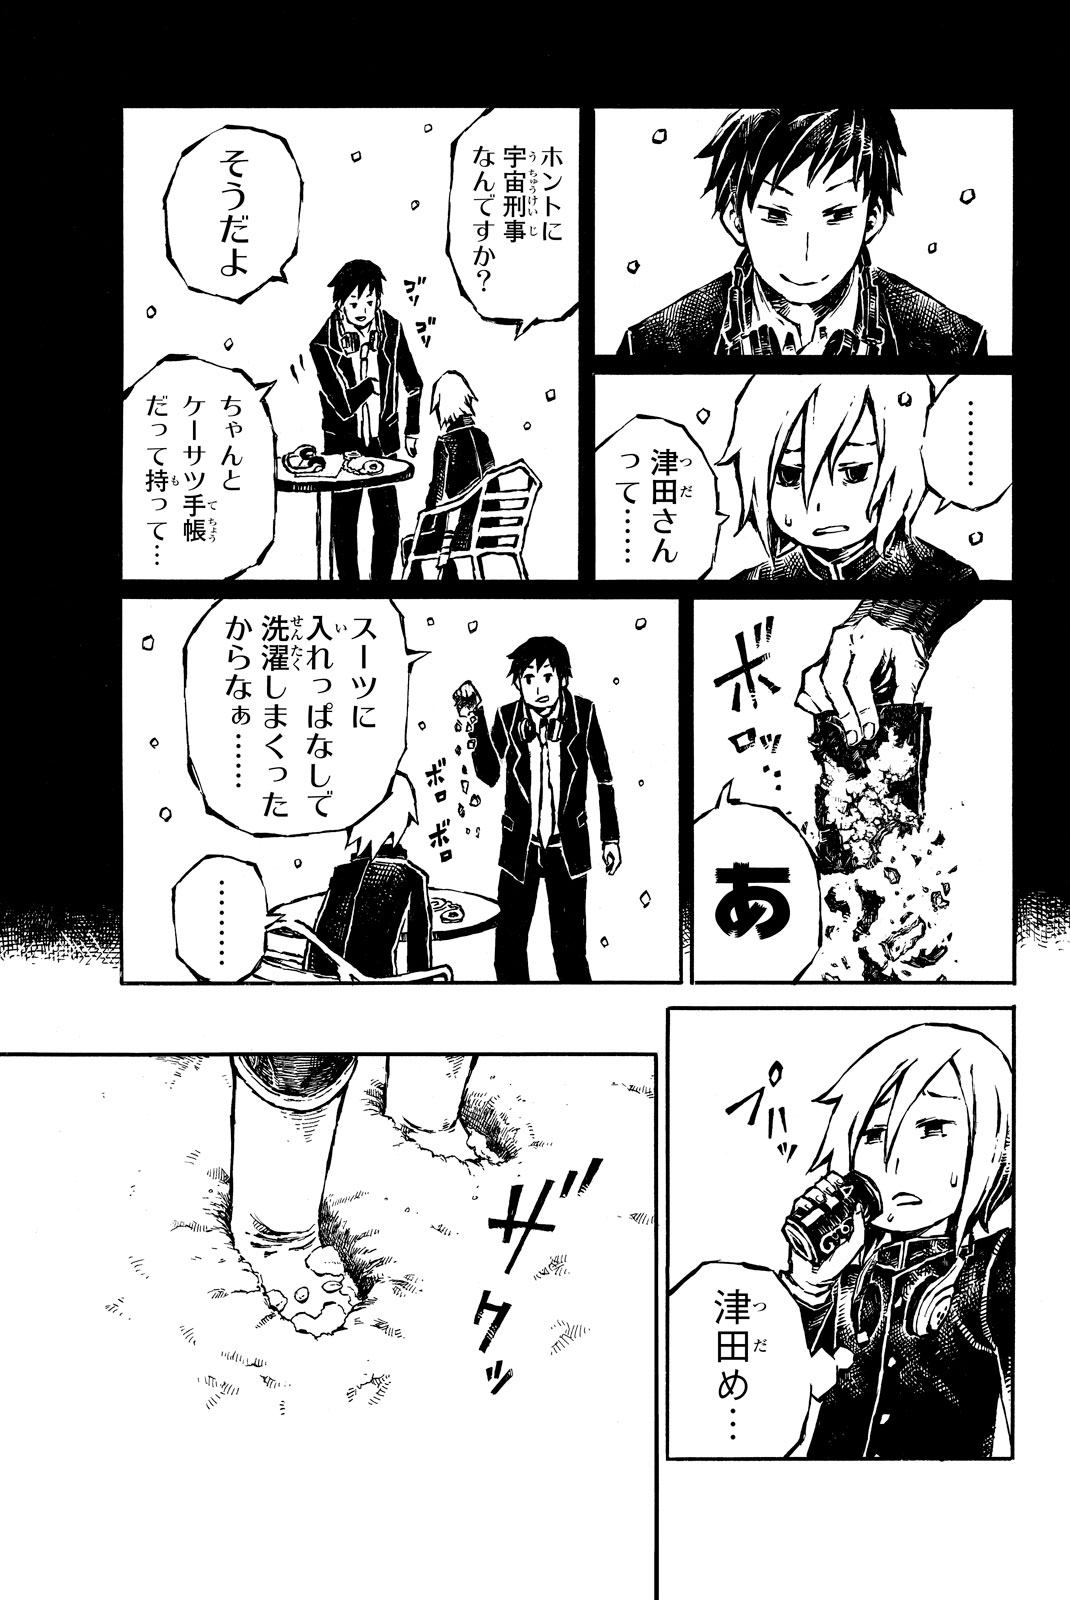 ………
津田さん
って……
ホントに
宇宙刑事
なんですか？
そうだよ
ゴソ
ゴソ
ちゃんと
ケーサツ手帳
だって持って…
ボロッ…
あ
スーツに
入れっぱなしで
洗濯しまくった
からなぁ……
ボロ
ボロ
………
プハッ
津田め…
ザクッ